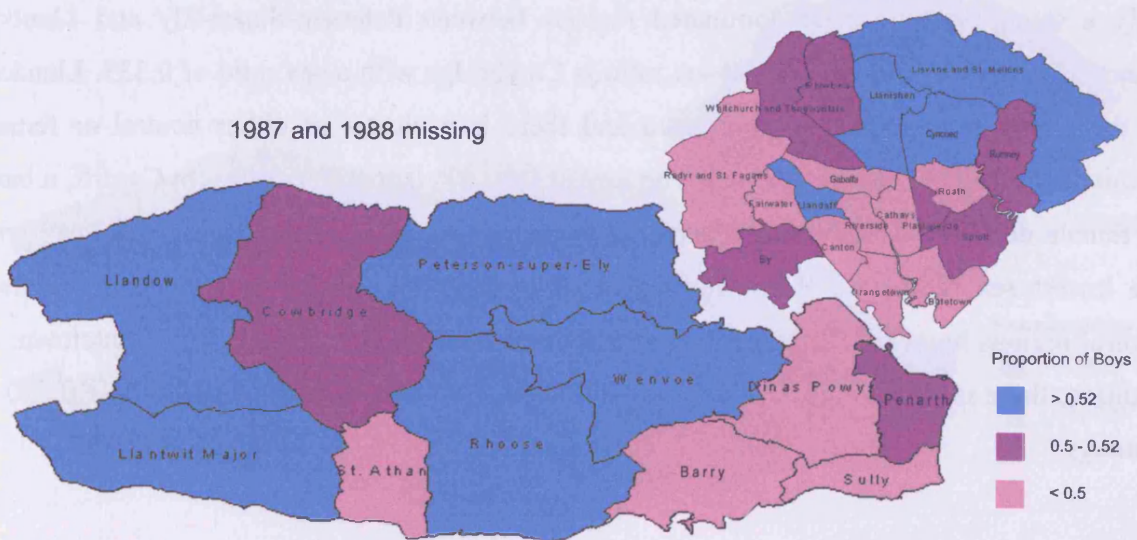 1987 and 1988 missing
Lisvane and St. Mellons
Llanishen
Whitchurch and Tongwynlais
Cyncoed
Rumney
Radyr and St. Fagans
Gabalfa
Roath
Fairwater
Llandaff
Cathays
Riverside
Plasnewydd
Splott
Canton
Ely
Grangetown
Butetown
Llandow
Peterson-super-Ely
Cowbridge
Wenvoe
Dinas Powys
Penarth
Rhoose
Llantwit Major
St. Athan
Barry
Sully
Proportion of Boys
> 0.52
0.5 - 0.52
< 0.5